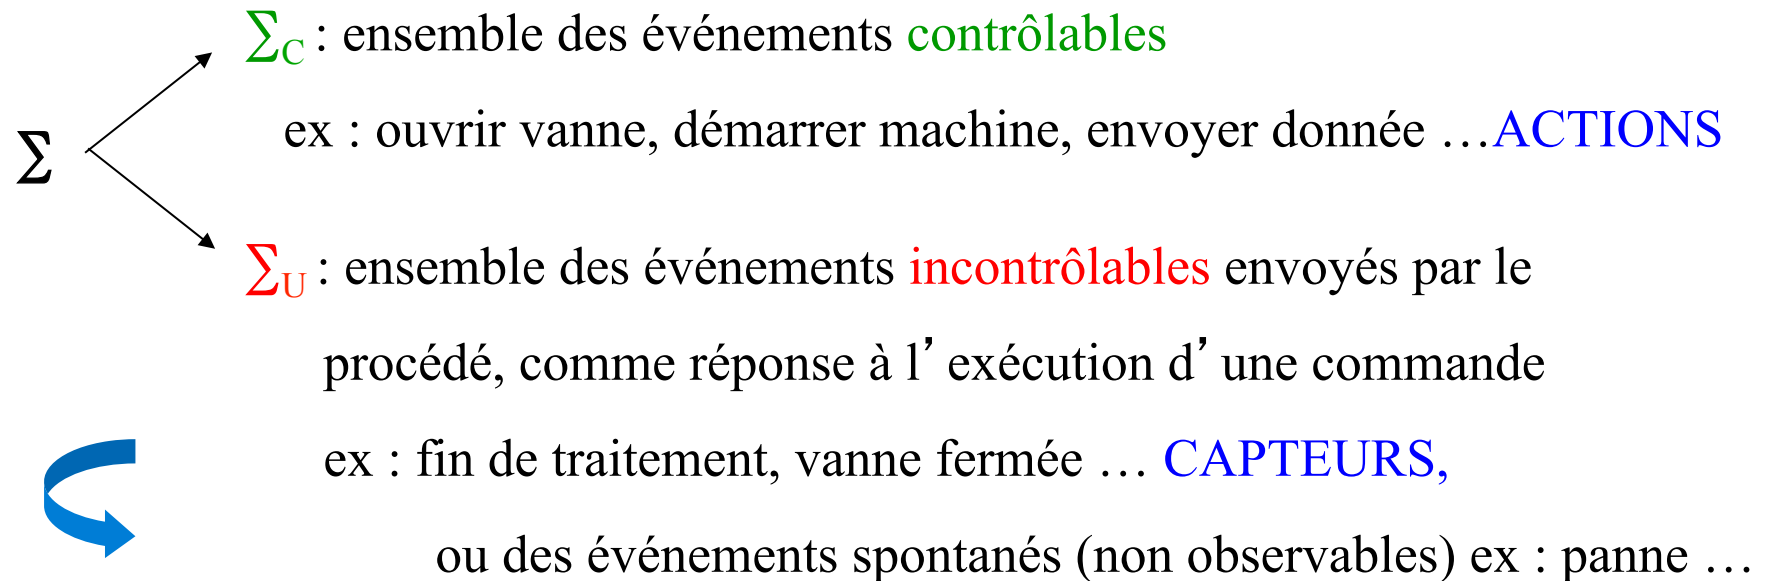 ∑C : ensemble des événements contrôlables
ex : ouvrir vanne, démarrer machine, envoyer donnée …ACTIONS
∑
∑U : ensemble des événements incontrôlables envoyés par le
procédé, comme réponse à l’ exécution d’ une commande
ex : fin de traitement, vanne fermée … CAPTEURS,
ou des événements spontanés (non observables) ex : panne …